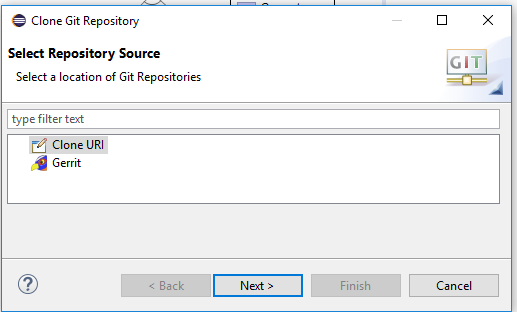 Clone Git Repository
Select Repository Source
Select a location of Git Repositories
GIT
type filter text
Clone URI
Gerrit
?
< Back
Next >
Finish
Cancel